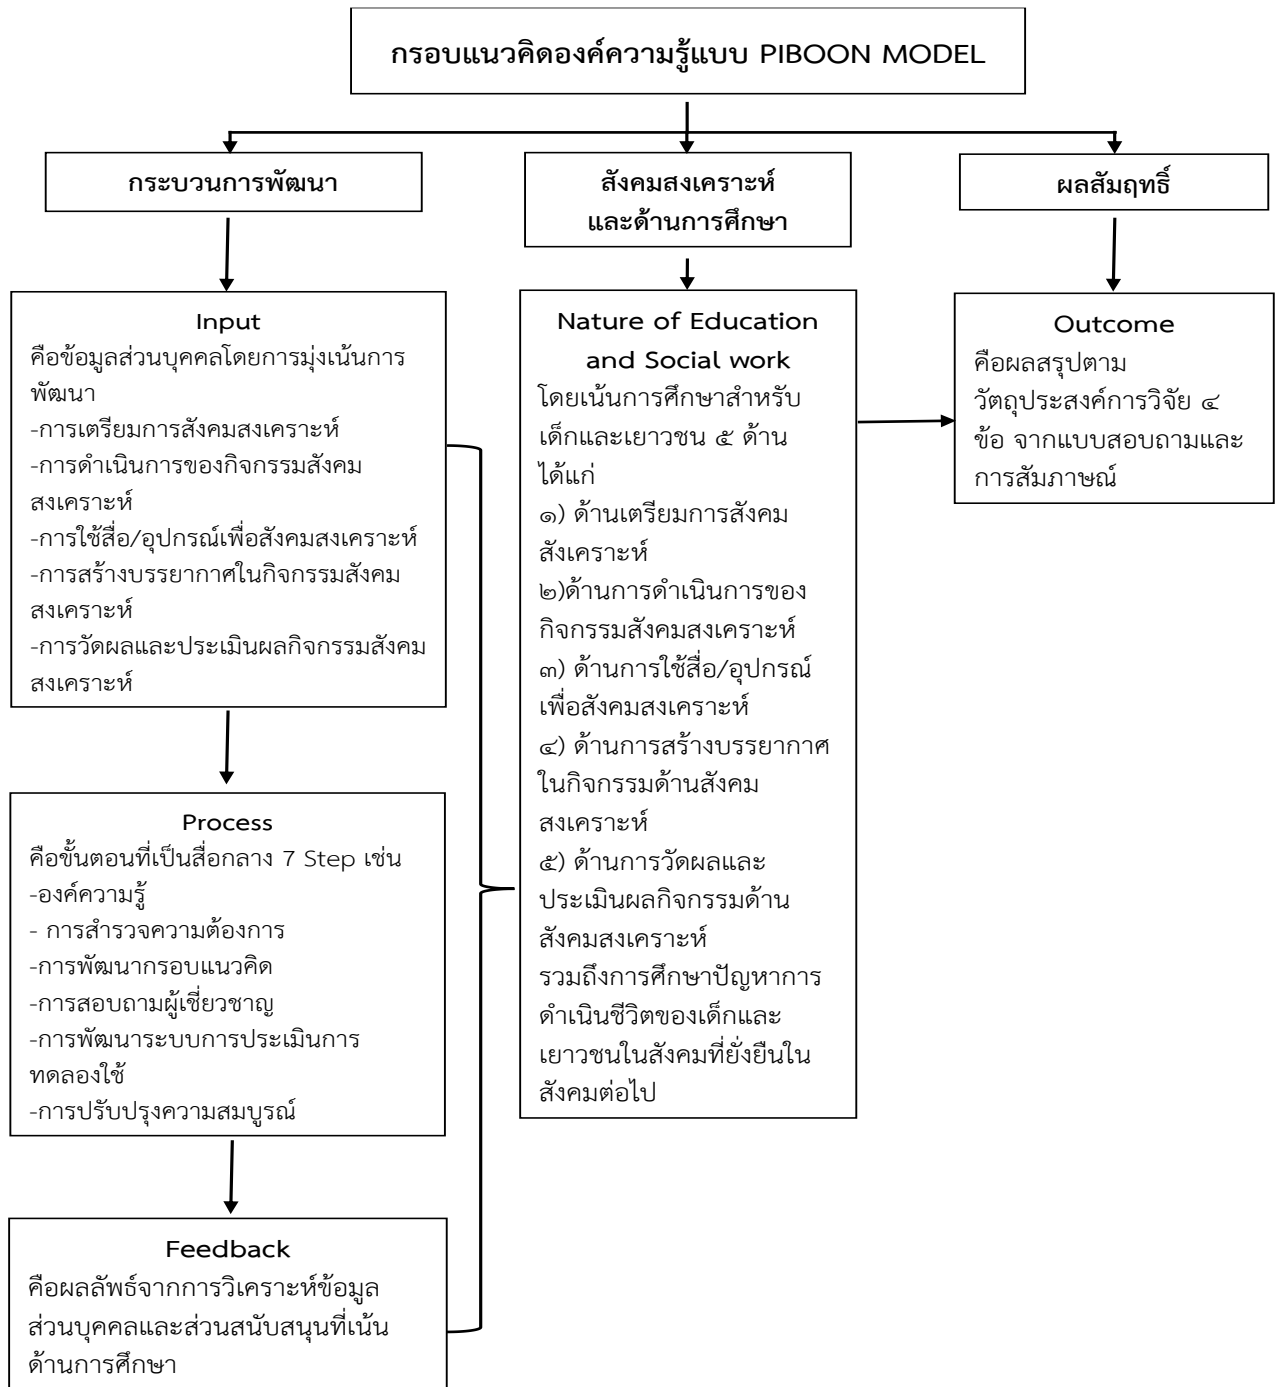 กรอบแนวคิดองค์ความรู้แบบ PIBOON MODEL
กระบวนการพัฒนา
สังคมสงเคราะห์
และด้านการศึกษา
ผลสัมฤทธิ์
Input
คือข้อมูลส่วนบุคคลโดยการมุ่งเน้นการ
พัฒนา
-การเตรียมการสังคมสงเคราะห์
-การดำเนินการของกิจกรรมสังคม
สงเคราะห์
-การใช้สื่อ/อุปกรณ์เพื่อสังคมสงเคราะห์
-การสร้างบรรยากาศในกิจกรรมสังคม
สงเคราะห์
-การวัดผลและประเมินผลกิจกรรมสังคม
สงเคราะห์
Process
คือขั้นตอนที่เป็นสื่อกลาง 7 Step เช่น
-องค์ความรู้
- การสำรวจความต้องการ
-การพัฒนากรอบแนวคิด
-การสอบถามผู้เชี่ยวชาญ
-การพัฒนาระบบการประเมินการ
ทดลองใช้
-การปรับปรุงความสมบูรณ์
Feedback
คือผลลัพธ์จากการวิเคราะห์ข้อมูล
ส่วนบุคคลและส่วนสนับสนุนที่เน้น
ด้านการศึกษา
Nature of Education
and Social work
โดยเน้นการศึกษาสำหรับ
เด็กและเยาวชน ๕ ด้าน
ได้แก่
๑) ด้านเตรียมการสังคม
สังเคราะห์
๒)ด้านการดำเนินการของ
กิจกรรมสังคมสงเคราะห์
๓) ด้านการใช้สื่อ/อุปกรณ์
เพื่อสังคมสงเคราะห์
๔) ด้านการสร้างบรรยากาศ
ในกิจกรรมด้านสังคม
สงเคราะห์
๕) ด้านการวัดผลและ
ประเมินผลกิจกรรมด้าน
สังคมสงเคราะห์
รวมถึงการศึกษาปัญหาการ
ดำเนินชีวิตของเด็กและ
เยาวชนในสังคมที่ยั่งยืนใน
สังคมต่อไป
Outcome
คือผลสรุปตาม
วัตถุประสงค์การวิจัย ๔
ข้อ จากแบบสอบถามและ
การสัมภาษณ์